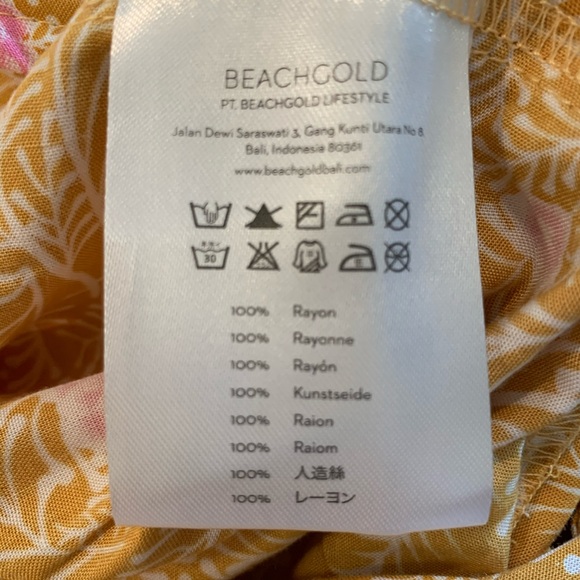 BEACHGOLD
PT. BEACHGOLD LIFESTYLE
Jalan Dewi Saraswati 3, Gang Kunti Utara No 8
Bali, Indonesia 80361
www.beachgoldbali.com
30
100% Rayon
100% Rayonne
100% Rayón
100% Kunstseide
100% Raion
100% Raiom
100% 人造絲
100% レーヨン